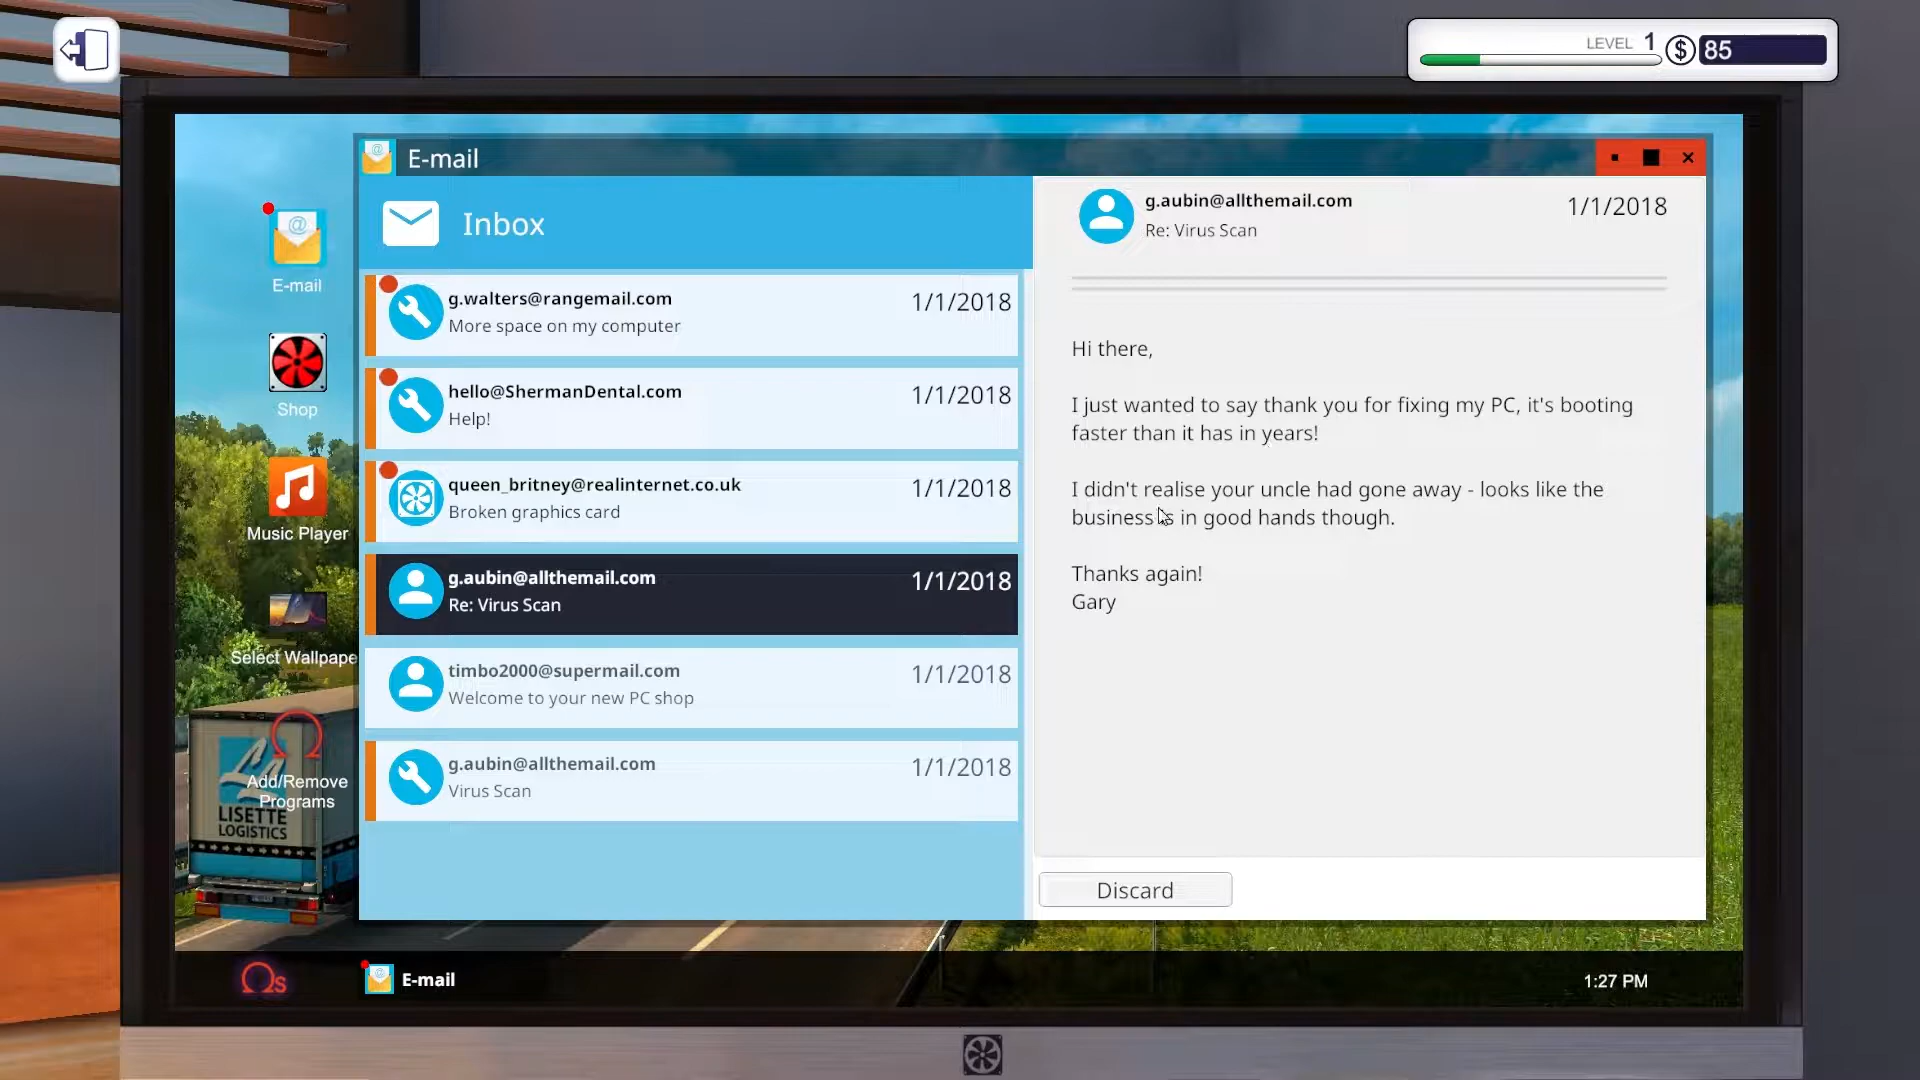 LEVEL 1
$ 85
E-mail
Inbox
g.walters@rangemail.com 1/1/2018
More space on my computer
hello@ShermanDental.com 1/1/2018
Help!
queen_britney@realinternet.co.uk 1/1/2018
Broken graphics card
g.aubin@allthemail.com 1/1/2018
Re: Virus Scan
timbo2000@supermail.com 1/1/2018
Welcome to your new PC shop
g.aubin@allthemail.com 1/1/2018
Virus Scan
g.aubin@allthemail.com 1/1/2018
Re: Virus Scan
Hi there,
I just wanted to say thank you for fixing my PC, it's booting
faster than it has in years!
I didn't realise your uncle had gone away - looks like the
business is in good hands though.
Thanks again!
Gary
Discard
E-mail
Shop
Music Player
Select Wallpape
Add/Remove
Programs
LISETTE
LOGISTICS
Ωs
E-mail
1:27 PM